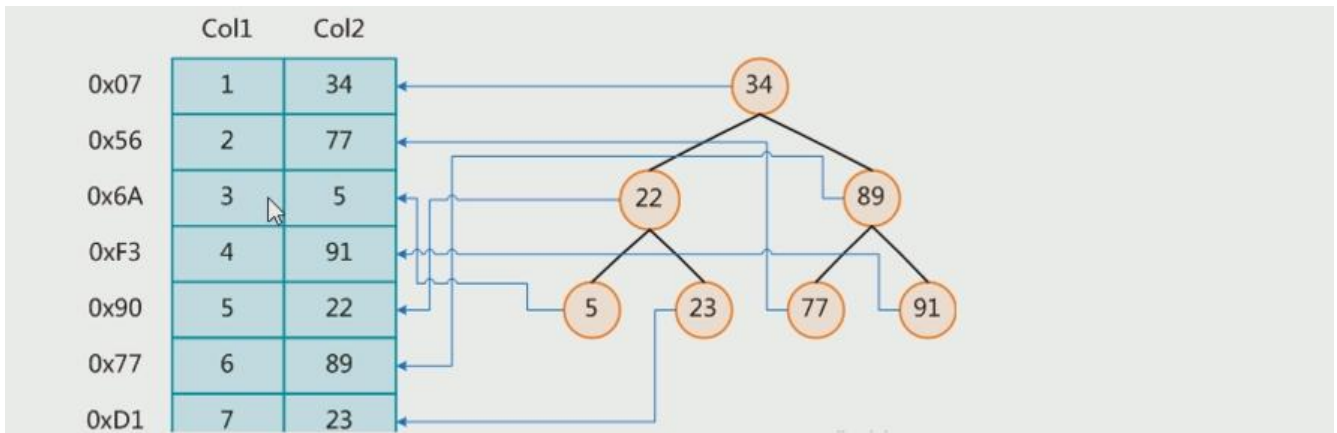 Col1 Col2
0x07 1 34 34
0x56 2 77
0x6A 3 5 22 89
0xF3 4 91
0x90 5 22 5 23 77 91
0x77 6 89
0xD1 7 23